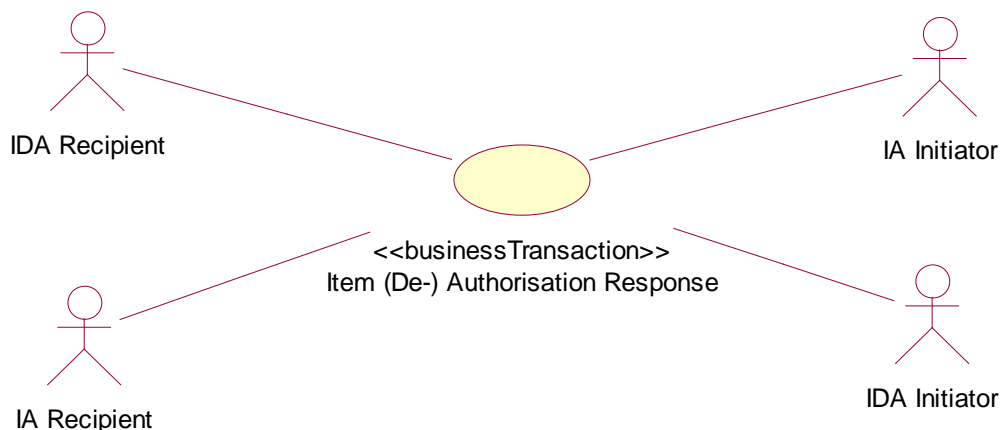 IDA Recipient
IA Initiator
<<businessTransaction>>
Item (De-) Authorisation Response
IA Recipient
IDA Initiator